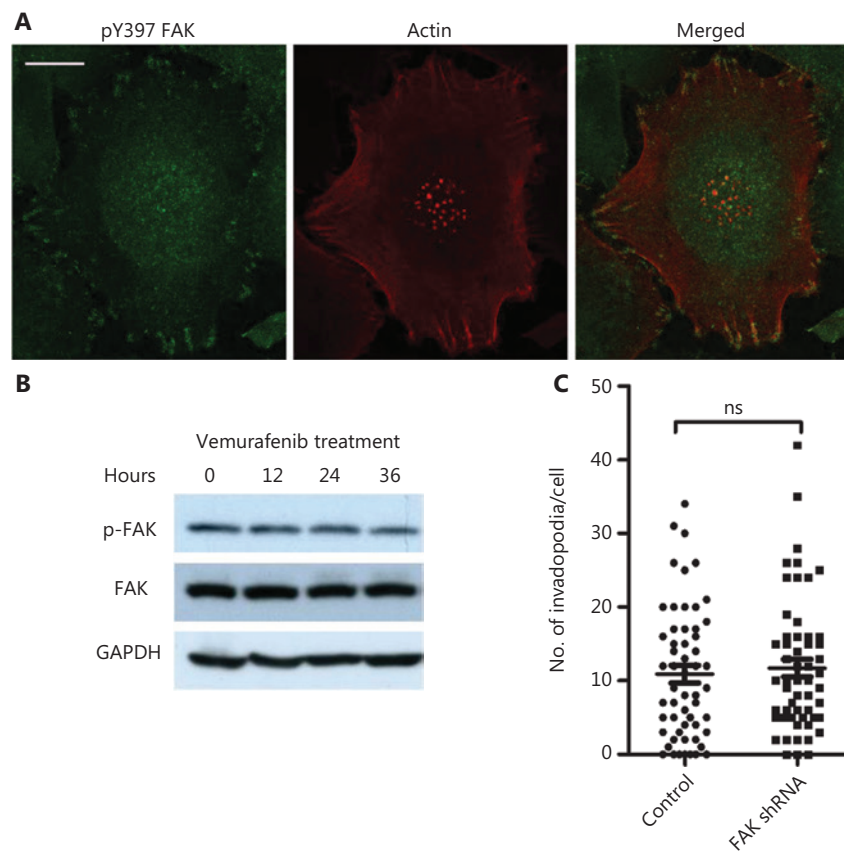 A
pY397 FAK Actin Merged
B
Vemurafenib treatment
Hours 0 12 24 36
p-FAK
FAK
GAPDH
C
50
40
30
20
10
0
No. of invadopodia/cell
ns
Control FAK shRNA